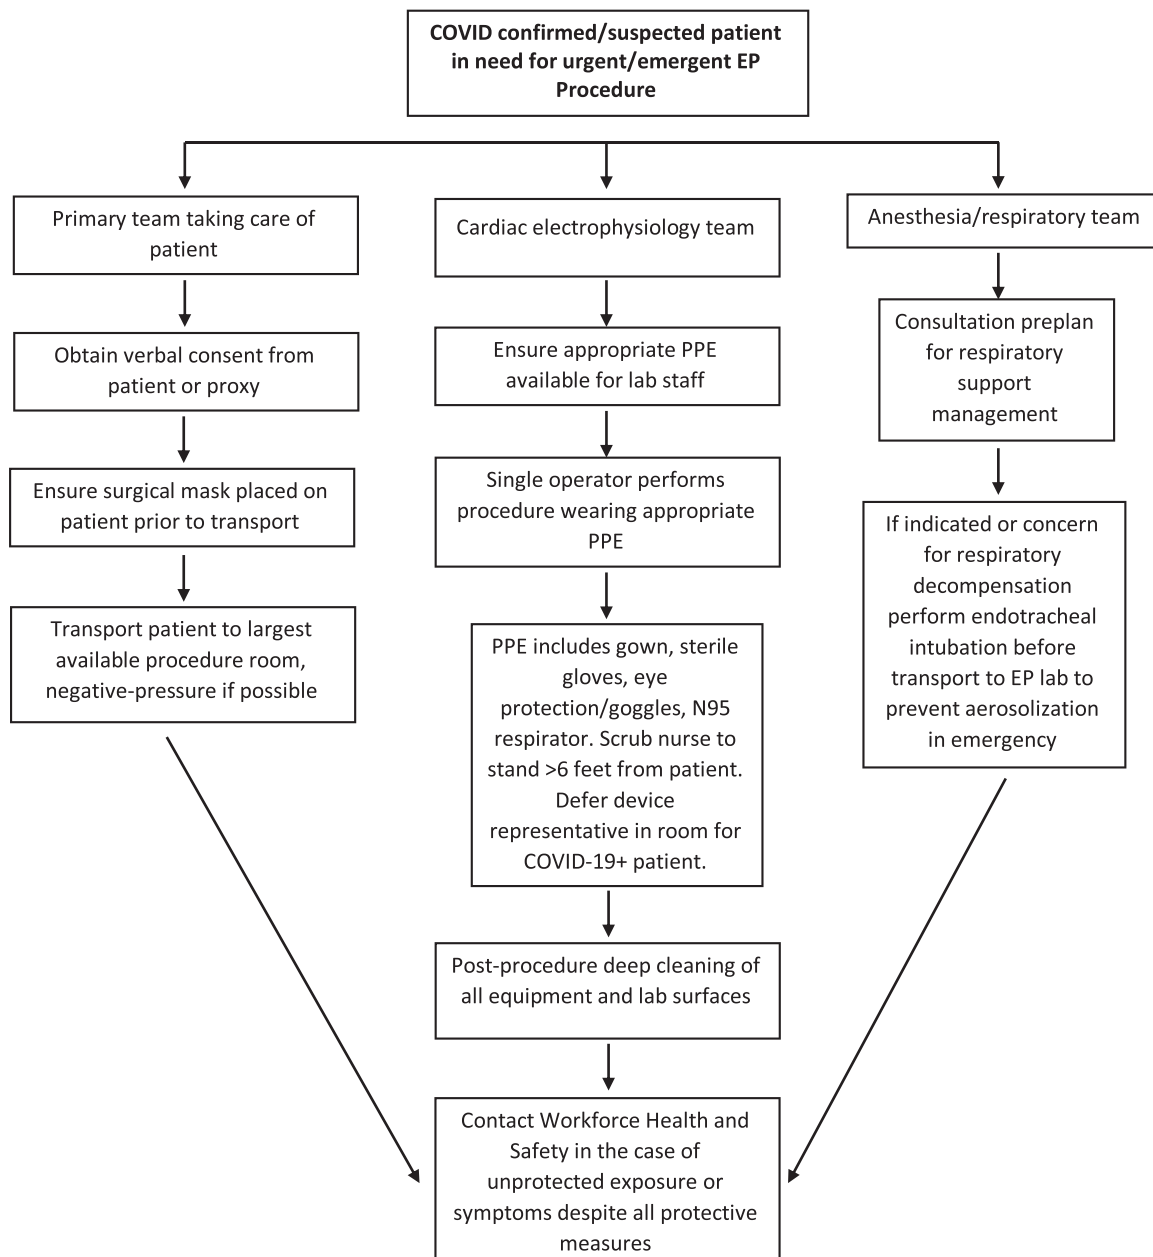 COVID confirmed/suspected patient
in need for urgent/emergent EP
Procedure
Primary team taking care of
patient
Obtain verbal consent from
patient or proxy
Ensure surgical mask placed on
patient prior to transport
Transport patient to largest
available procedure room,
negative-pressure if possible
Cardiac electrophysiology team
Ensure appropriate PPE
available for lab staff
Single operator performs
procedure wearing appropriate
PPE
PPE includes gown, sterile
gloves, eye
protection/goggles, N95
respirator. Scrub nurse to
stand >6 feet from patient.
Defer device
representative in room for
COVID-19+ patient.
Post-procedure deep cleaning of
all equipment and lab surfaces
Anesthesia/respiratory team
Consultation preplan
for respiratory
support
management
If indicated or concern
for respiratory
decompensation
perform endotracheal
intubation before
transport to EP lab to
prevent aerosolization
in emergency
Contact Workforce Health and
Safety in the case of
unprotected exposure or
symptoms despite all protective
measures